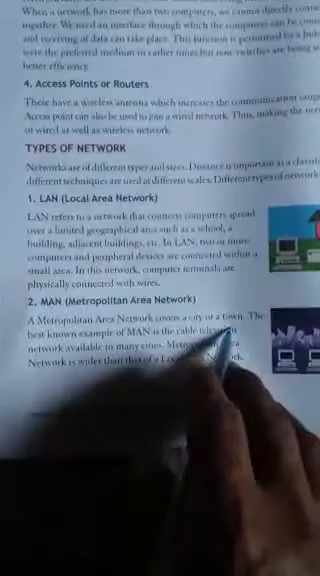 When a network has more than two computers, we cannot directly
together. We need an interface through which the computers can be
and receiving of data can take place. This function is performed by a
were the preferred medium in earlier times but now switches are being
better efficiency.
4. Access Points or Routers
These have a wireless antenna which increases the communication range
Access point can also be used to join a wired network. Thus, making the
of wired as well as wireless network.
TYPES OF NETWORK
Networks are of different types and sizes. Distance is important as a
different techniques are used at different scales. Different types of network
1. LAN (Local Area Network)
LAN refers to a network that connects computers spread
over a limited geographical area such as a school, a
building, adjacent buildings, etc. In LAN, two or more
computers and peripheral devices are connected within a
small area. In this network, computer terminals are
physically connected with wires.
2. MAN (Metropolitan Area Network)
A Metropolitan Area Network covers a city or a town. The
best known example of MAN is the cable television
network available in many cities.
Network is wider than that of a